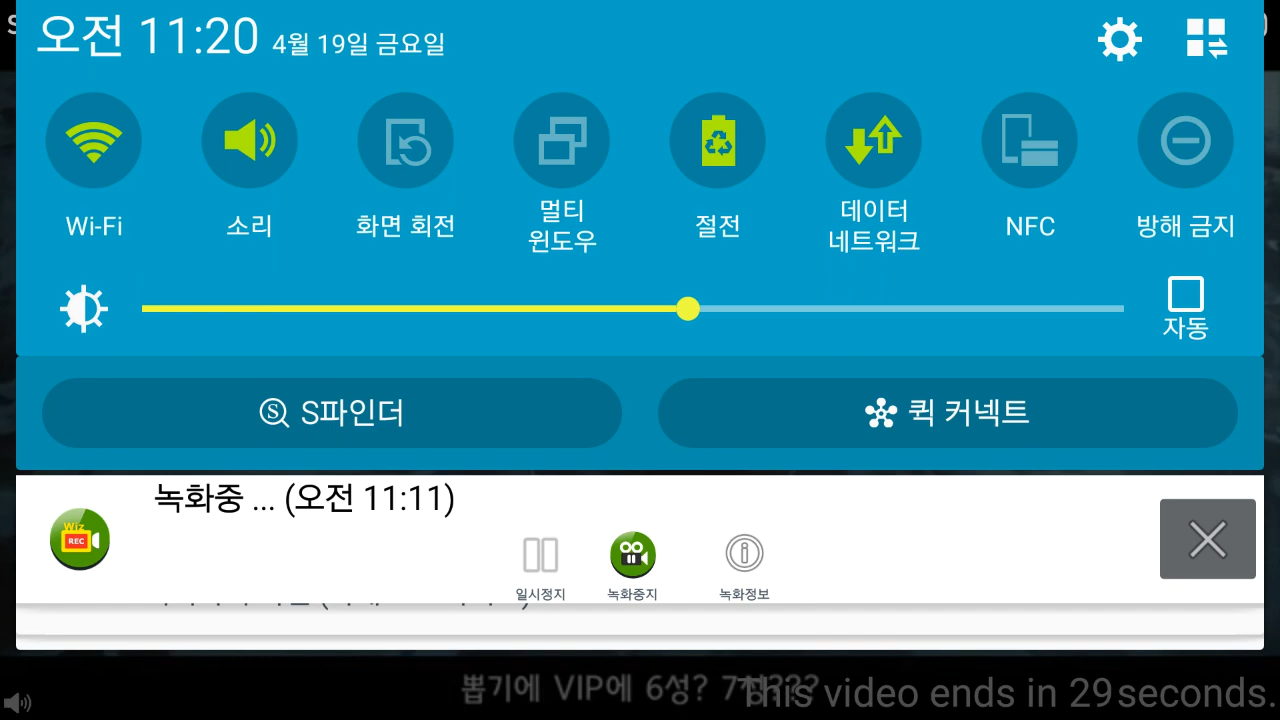 오전 11:20 4월 19일 금요일
Wi-Fi
소리
화면 회전
멀티
윈도우
절전
데이터
네트워크
NFC
방해 금지
자동
S파인더
퀵 커넥트
녹화중 ... (오전 11:11)
Wiz
REC
일시정지
녹화중지
녹화정보
뽑기에 VIP에 6성?
This video ends in 29seconds.